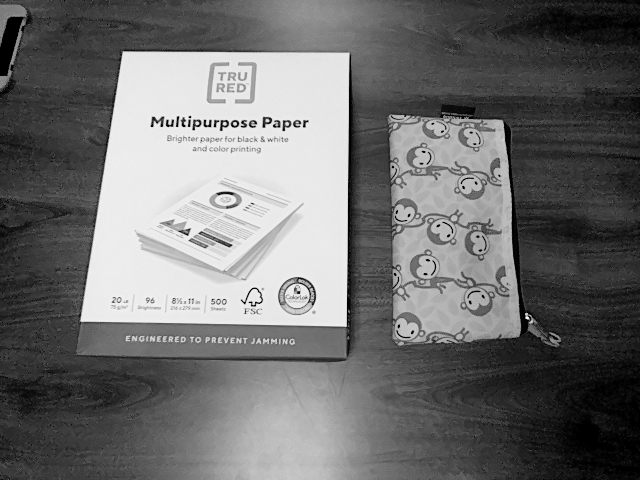 TRU
RED
Multipurpose Paper
Brighter paper for black & white
and color printing
20 LB
75 g/m²
96
Brightness
8½ x 11 in
216 x 279 mm
500
Sheets
FSC
ColorLok
ENGINEERED TO PREVENT JAMMING